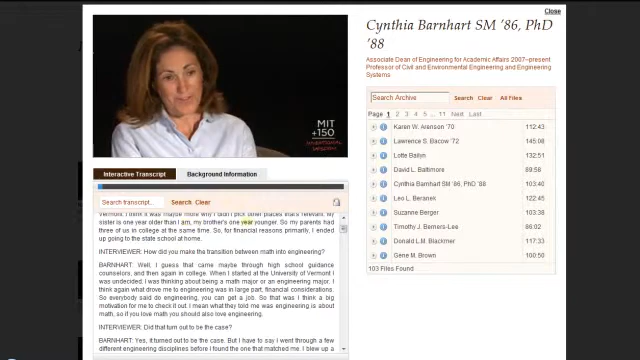 Close
Cynthia Barnhart SM '86, PhD
'88
Associate Dean of Engineering for Academic Affairs 2007–present
Professor of Civil and Environmental Engineering and Engineering
Systems
MIT
+150
Interactive Transcript
Background Information
Search transcript...
Search Clear
Vermont. I think it was maybe more why I didn't pick other places that's relevant. My
sister is one year older than I am, my brother's one year younger. So my parents had
three of us in college at the same time. So, for financial reasons primarily, I ended
up going to the state school at home.
INTERVIEWER: How did you make the transition between math into engineering?
BARNHART: Well, I guess that came maybe through high school guidance
counselors, and then again in college. When I started at the University of Vermont I
was undecided, I was thinking about being a math major or an engineering major. I
think again what drove me to engineering was in large part, financial considerations.
So everybody said do engineering, you can get a job. So that was I think a big
motivation for me to check it out. I mean what they told me was engineering is about
math, so if you love math you should also love engineering.
INTERVIEWER: Did that turn out to be the case?
BARNHART: Yes, it turned out to be the case. But I have to say I went through a few
different engineering disciplines before I found the one that matched me. I blew up a
Search Archive
Search Clear All Files
Page 1 2 3 4 5 ... 11 Next Last
Karen W. Arenson '70 112:43
Lawrence S. Bacow '72 145:08
Lotte Bailyn 132:51
David L. Baltimore 89:58
Cynthia Barnhart SM '86, PhD '88 103:40
Leo L. Beranek 122:45
Suzanne Berger 103:38
Timothy J. Berners-Lee 86:02
Donald L.M. Blackmer 117:33
Gene M. Brown 100:50
103 Files Found